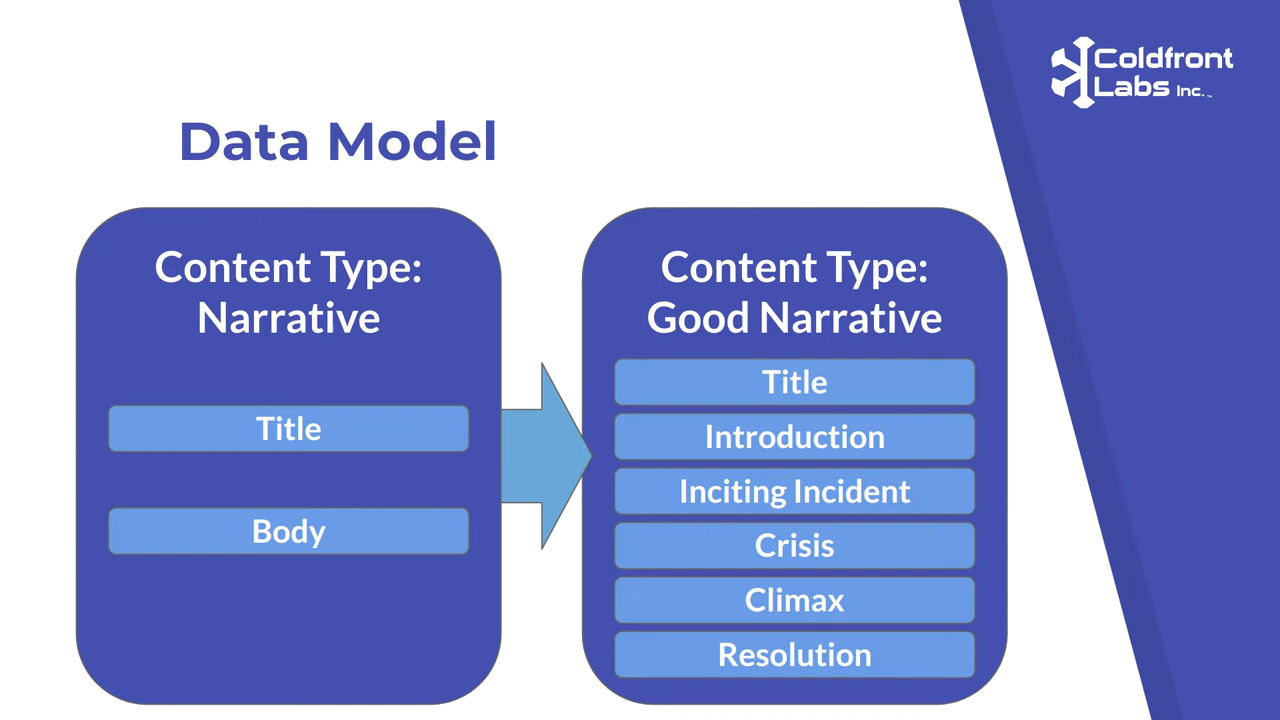 Coldfront
Labs Inc.™
Data Model
Content Type:
Narrative
Title
Body
Content Type:
Good Narrative
Title
Introduction
Inciting Incident
Crisis
Climax
Resolution